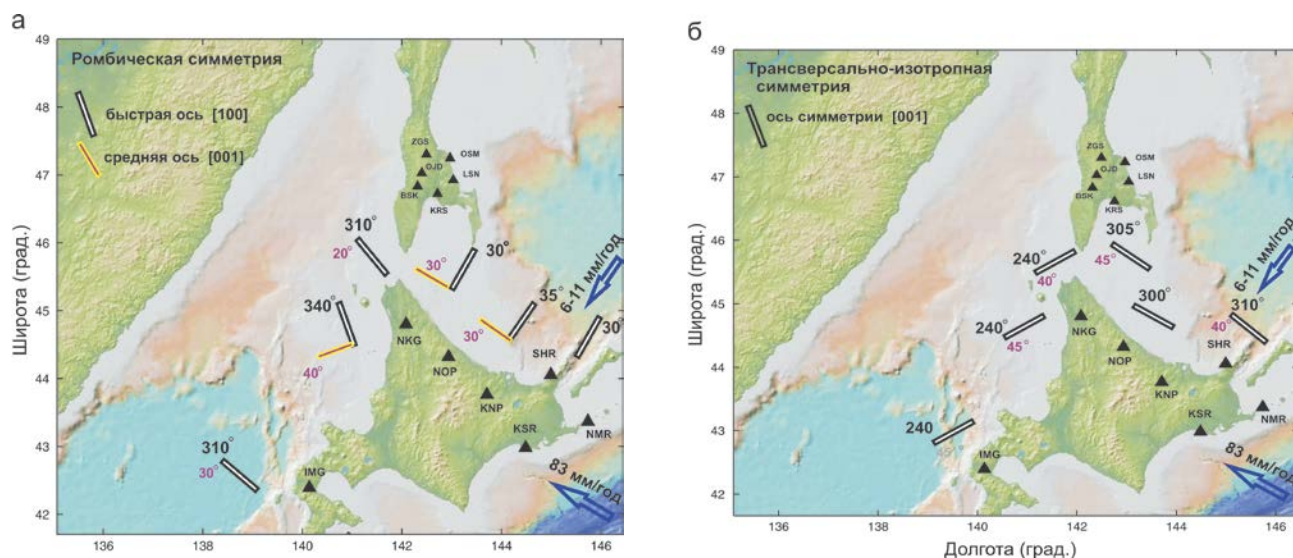 а
Ромбическая симметрия
быстрая ось [100]
средняя ось [001]
ZGS
OSM
OJD
LSN
BSK
KRS
310°
20°
30°
30°
340°
40°
35°
30°
6-11 мм/год
30°
NKG
NOP
SHR
KNP
KSR
NMR
310°
30°
IMG
83 мм/год
49
48
47
46
45
44
43
42
Широта (град.)
136
138
140
142
144
146
б
Трансверсально-изотропная
симметрия
ось симметрии [001]
ZGS
OSM
OJD
LSN
BSK
KRS
305°
45°
240°
40°
300°
6-11 мм/год
310°
40°
240°
45°
NKG
NOP
SHR
KNP
KSR
NMR
240
45
IMG
83 мм/год
49
48
47
46
45
44
43
42
Широта (град.)
136
138
140
142
144
146
Долгота (град.)